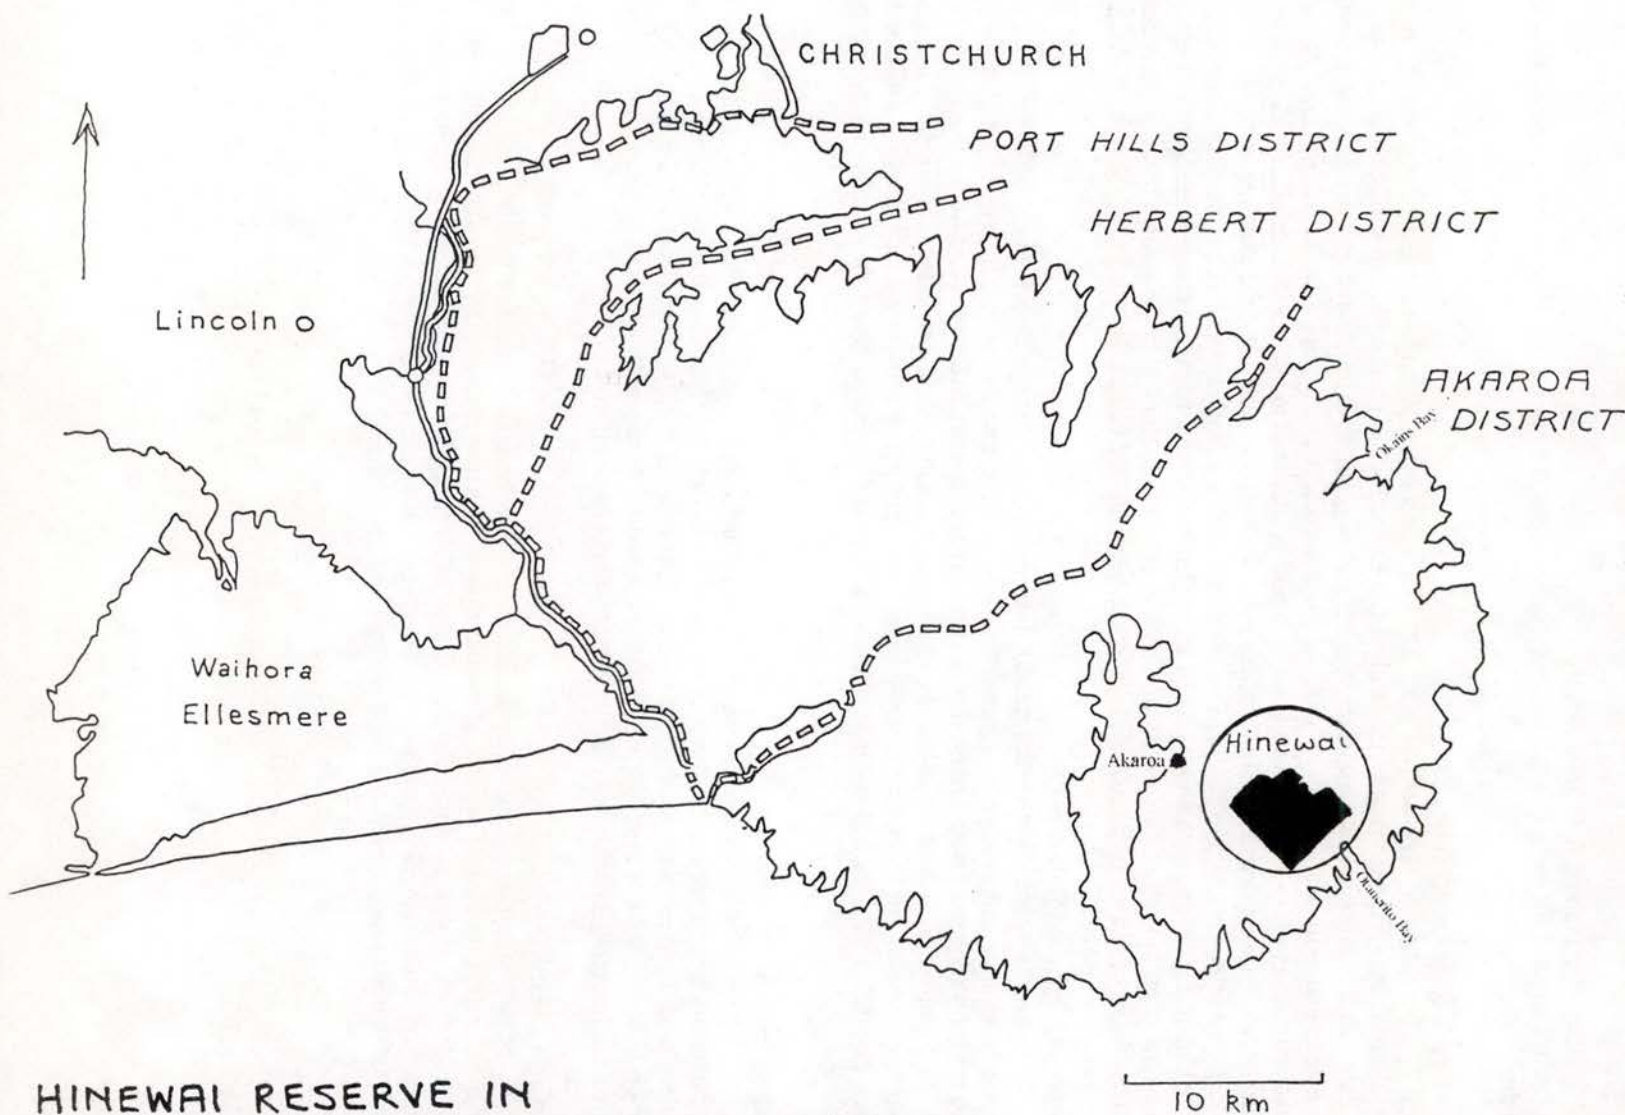 CHRISTCHURCH
PORT HILLS DISTRICT
HERBERT DISTRICT
Lincoln
AKAROA
DISTRICT
Okains Bay
Waihora
Ellesmere
Hinewai
Akaroa
Otanerito Bay
10 km
HINEWAI RESERVE IN